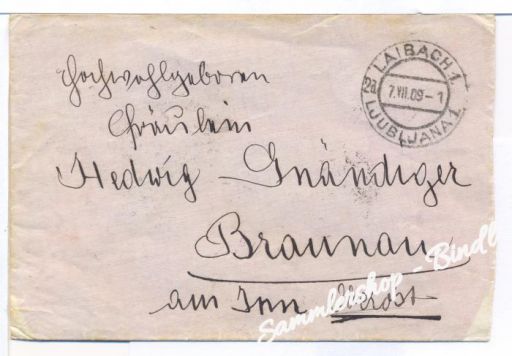 Hochwohlgeboren
Fräulein
Hedwig Gnändiger
Braunau
am Inn
LAIBACH 1
2a
7.VII.09-1
LJUBLJANA 1
Sammlershop - Bindl